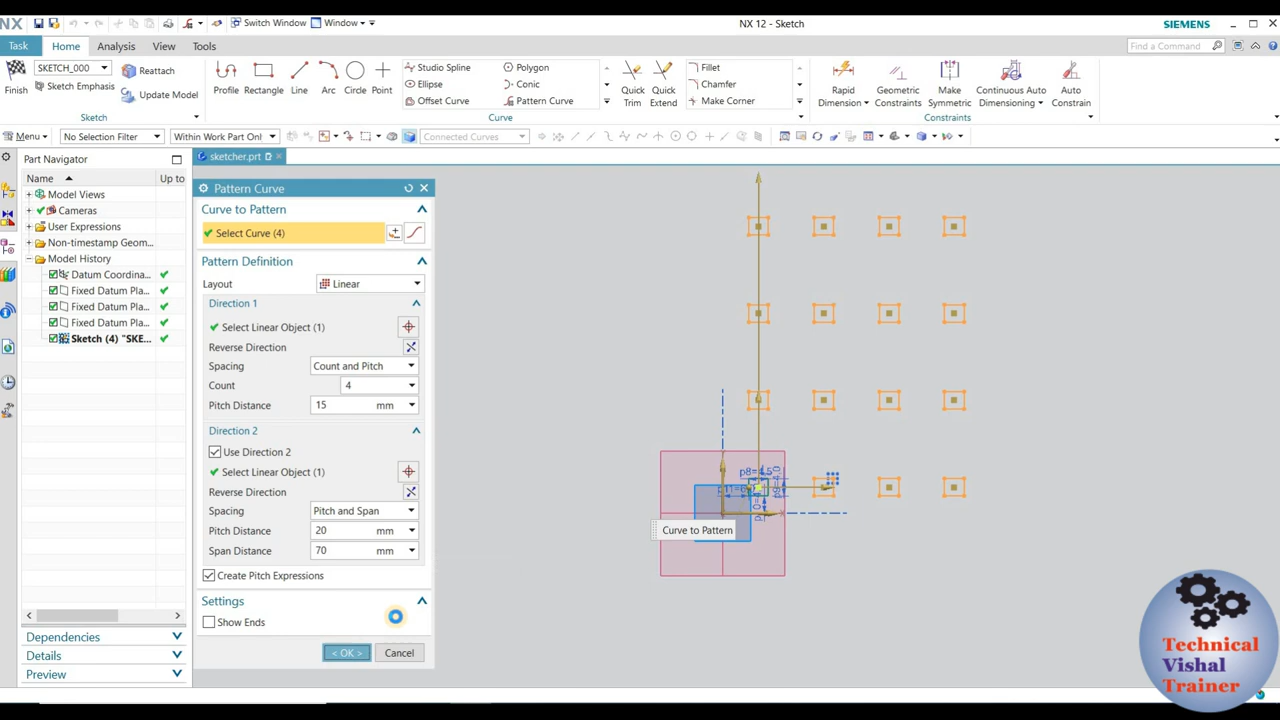 NX
Switch Window
Window
NX 12 - Sketch
SIEMENS
Task
Home
Analysis
View
Tools
Find a Command
Finish
SKETCH_000
Sketch Emphasis
Reattach
Update Model
Sketch
Profile
Rectangle
Line
Arc
Circle
Point
Studio Spline
Ellipse
Offset Curve
Polygon
Conic
Pattern Curve
Quick Trim
Quick Extend
Fillet
Chamfer
Make Corner
Curve
Rapid Dimension
Geometric Constraints
Make Symmetric
Continuous Auto Dimensioning
Auto Constrain
Constraints
Menu
No Selection Filter
Within Work Part Only
Connected Curves
Part Navigator
sketcher.prt
Name
Up to
Model Views
Cameras
User Expressions
Non-timestamp Geom...
Model History
Datum Coordina...
Fixed Datum Pla...
Fixed Datum Pla...
Fixed Datum Pla...
Sketch (4) "SKE...
Dependencies
Details
Preview
Pattern Curve
Curve to Pattern
Select Curve (4)
Pattern Definition
Layout
Linear
Direction 1
Select Linear Object (1)
Reverse Direction
Spacing
Count and Pitch
Count
4
Pitch Distance
15 mm
Direction 2
Use Direction 2
Select Linear Object (1)
Reverse Direction
Spacing
Pitch and Span
Pitch Distance
20 mm
Span Distance
70 mm
Create Pitch Expressions
Settings
Show Ends
< OK >
Cancel
Curve to Pattern
Technical
Vishal
Trainer